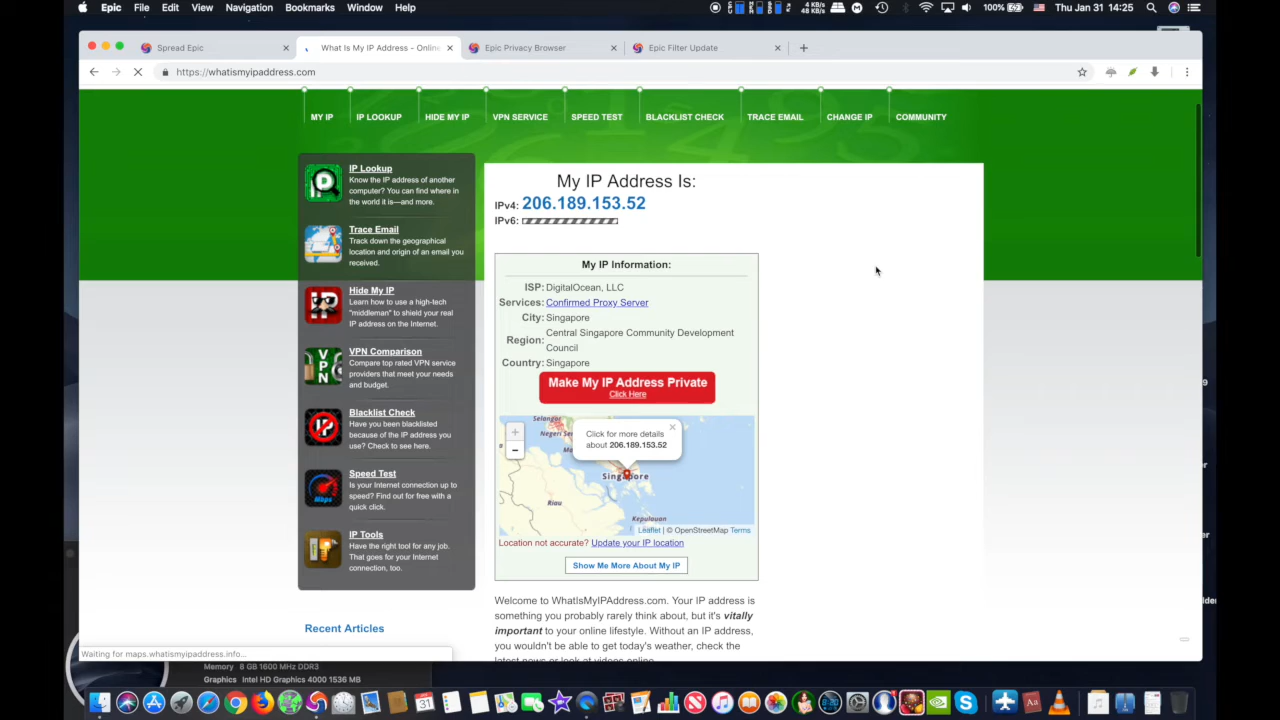 Epic File Edit View Navigation Bookmarks Window Help 4 KB/s 48 KB/s 100% Thu Jan 31 14:25
Spread Epic
What Is My IP Address - Online
Epic Privacy Browser
Epic Filter Update
https://whatismyipaddress.com
MY IP IP LOOKUP HIDE MY IP VPN SERVICE SPEED TEST BLACKLIST CHECK TRACE EMAIL CHANGE IP COMMUNITY
IP Lookup
Know the IP address of another
computer? You can find where in
the world it is—and more.
Trace Email
Track down the geographical
location and origin of an email you
received.
Hide My IP
Learn how to use a high-tech
"middleman" to shield your real
IP address on the Internet.
VPN Comparison
Compare top rated VPN service
providers that meet your needs
and budget.
Blacklist Check
Have you been blacklisted
because of the IP address you
use? Check to see here.
Speed Test
Is your Internet connection up to
speed? Find out for free with a
quick click.
IP Tools
Have the right tool for any job.
That goes for your Internet
connection, too.
Recent Articles
My IP Address Is:
IPv4: 206.189.153.52
IPv6:
My IP Information:
ISP: DigitalOcean, LLC
Services: Confirmed Proxy Server
City: Singapore
Region: Central Singapore Community Development
Council
Country: Singapore
Make My IP Address Private
Click Here
Selangor
Negeri
Click for more details
about 206.189.153.52
Singapore
Riau
Kepulauan
Leaflet | © OpenStreetMap Terms
Location not accurate? Update your IP location
Show Me More About My IP
Welcome to WhatIsMyIPAddress.com. Your IP address is
something you probably rarely think about, but it's vitally
important to your online lifestyle. Without an IP address,
you wouldn't be able to get today's weather, check the
latest news or look at videos online.
Waiting for maps.whatismyipaddress.info...
Memory 8 GB 1600 MHz DDR3
Graphics Intel HD Graphics 4000 1536 MB